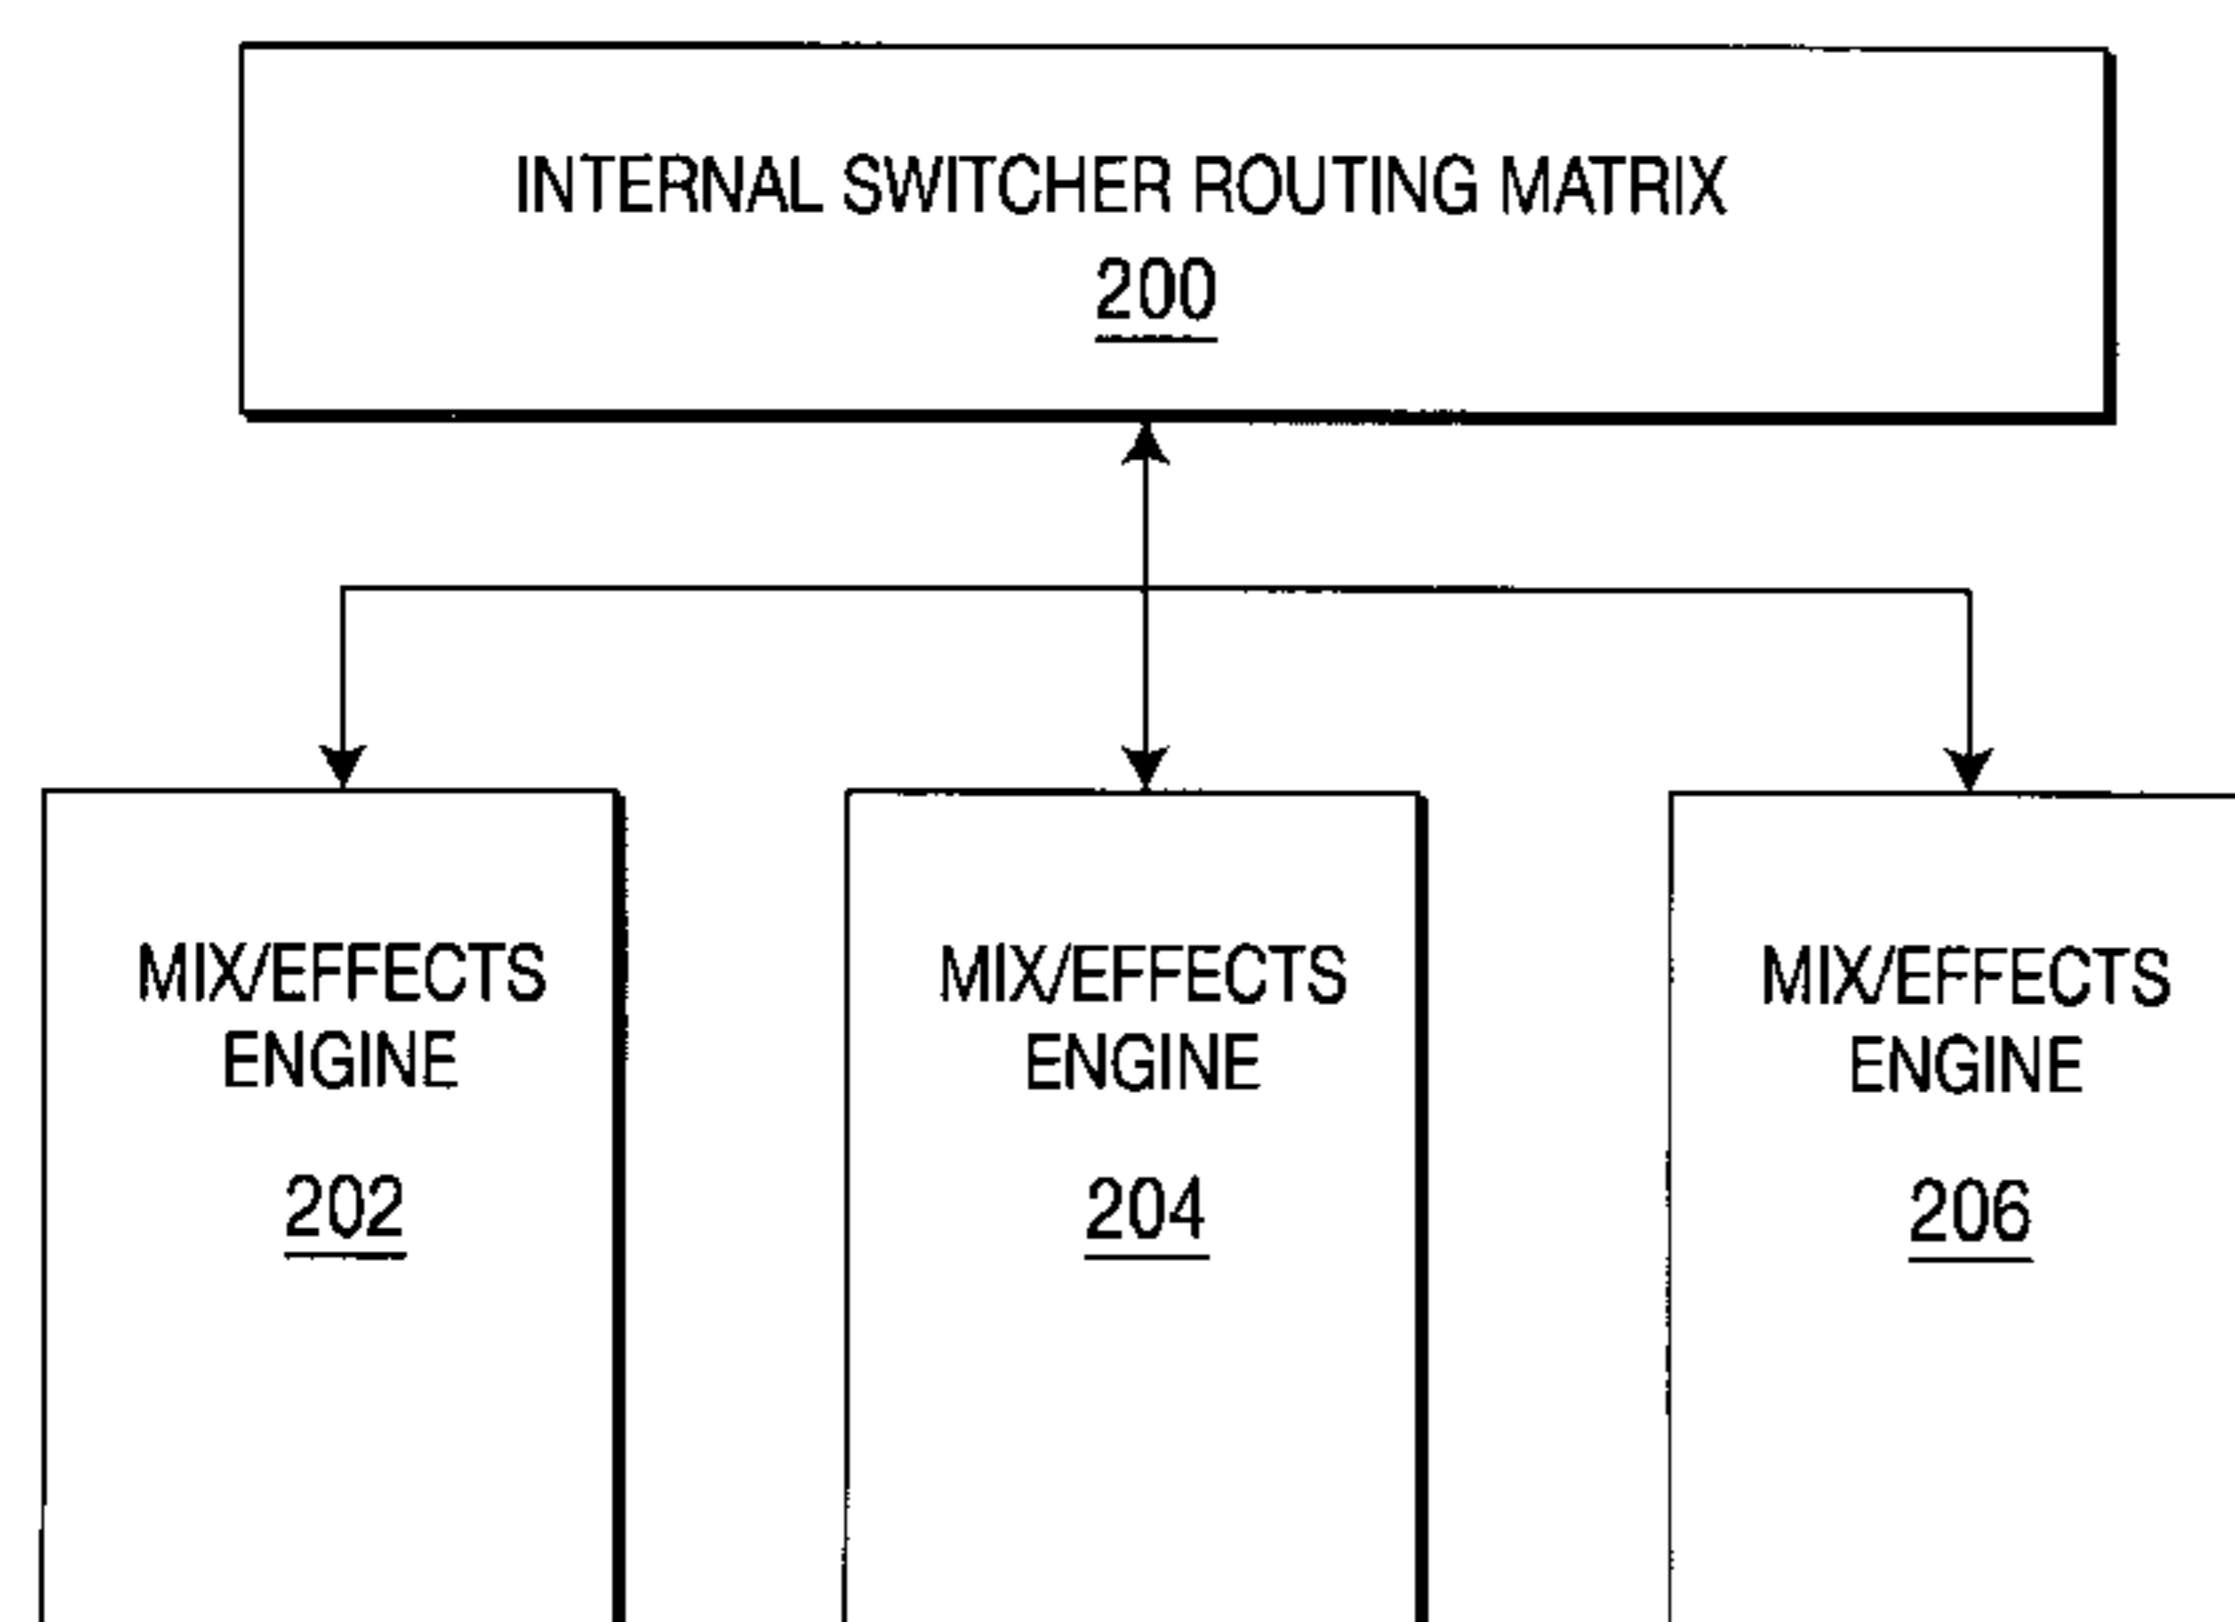 INTERNAL SWITCHER ROUTING MATRIX
200
MIX/EFFECTS
ENGINE
202
MIX/EFFECTS
ENGINE
204
MIX/EFFECTS
ENGINE
206